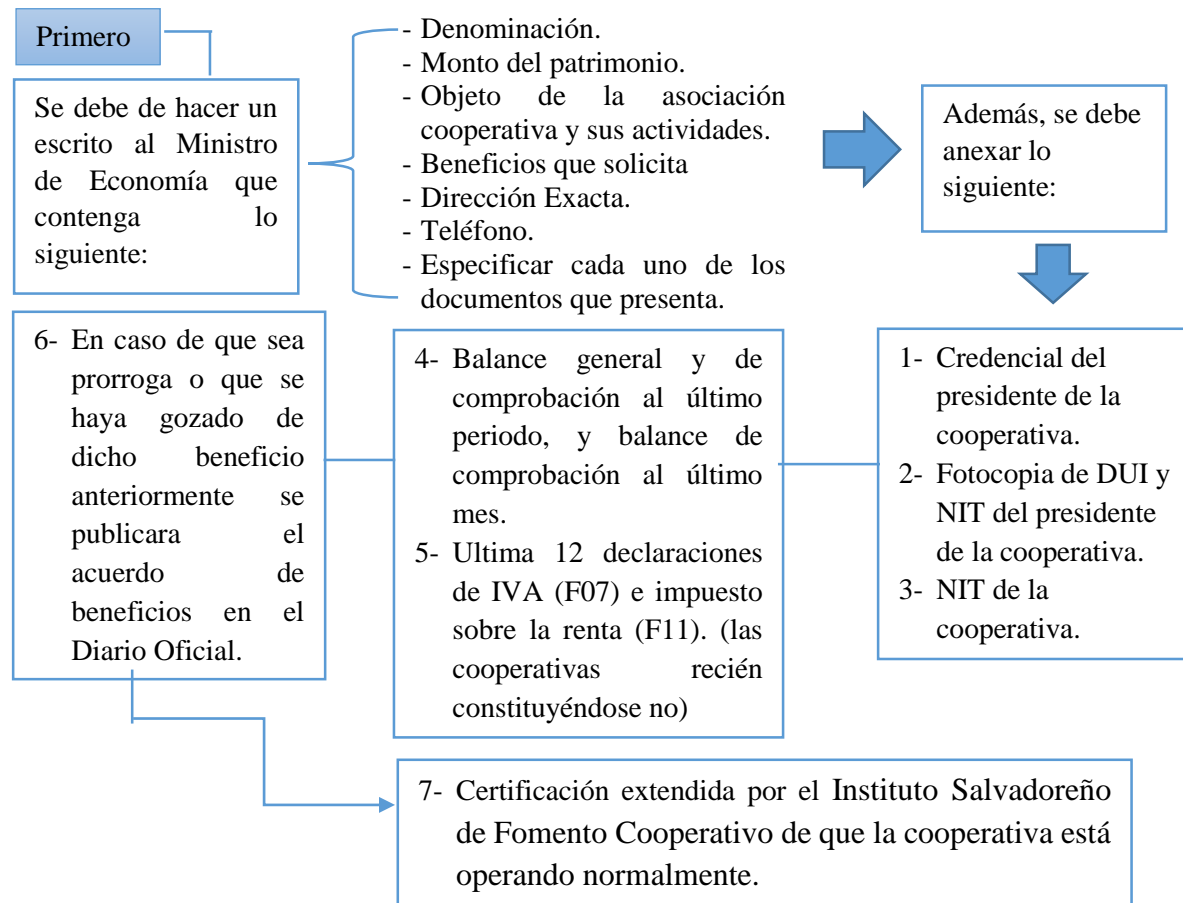 Primero
Se debe de hacer un
escrito al Ministro
de Economía que
contenga lo
siguiente:
- Denominación.
- Monto del patrimonio.
- Objeto de la asociación
cooperativa y sus actividades.
- Beneficios que solicita
- Dirección Exacta.
- Teléfono.
- Especificar cada uno de los
documentos que presenta.
Además, se debe
anexar lo
siguiente:
1- Credencial del
presidente de la
cooperativa.
2- Fotocopia de DUI y
NIT del presidente
de la cooperativa.
3- NIT de la
cooperativa.
4- Balance general y de
comprobación al último
periodo, y balance de
comprobación al último
mes.
5- Ultima 12 declaraciones
de IVA (F07) e impuesto
sobre la renta (F11). (las
cooperativas recién
constituyéndose no)
6- En caso de que sea
prorroga o que se
haya gozado de
dicho beneficio
anteriormente se
publicara el
acuerdo de
beneficios en el
Diario Oficial.
7- Certificación extendida por el Instituto Salvadoreño
de Fomento Cooperativo de que la cooperativa está
operando normalmente.